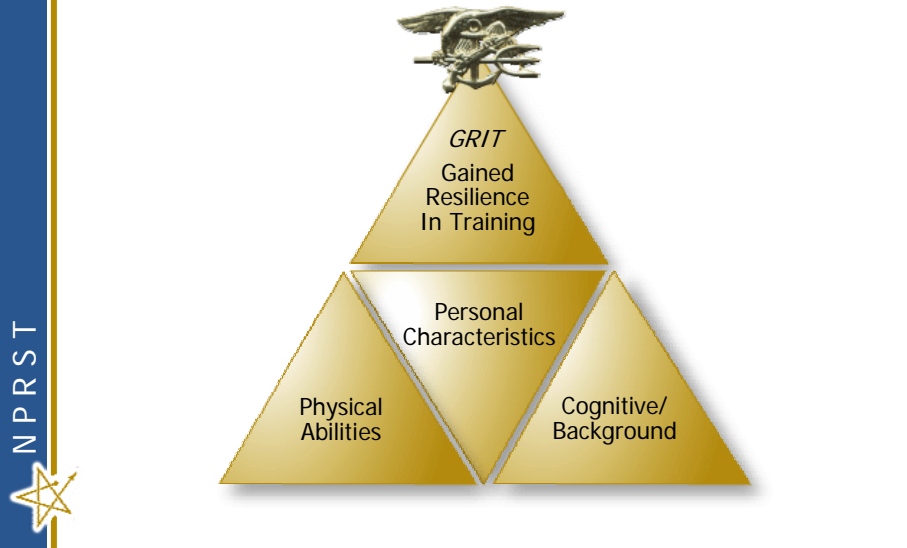 GRIT
Gained
Resilience
In Training
Personal
Characteristics
Physical
Abilities
Cognitive/
Background
NPRST